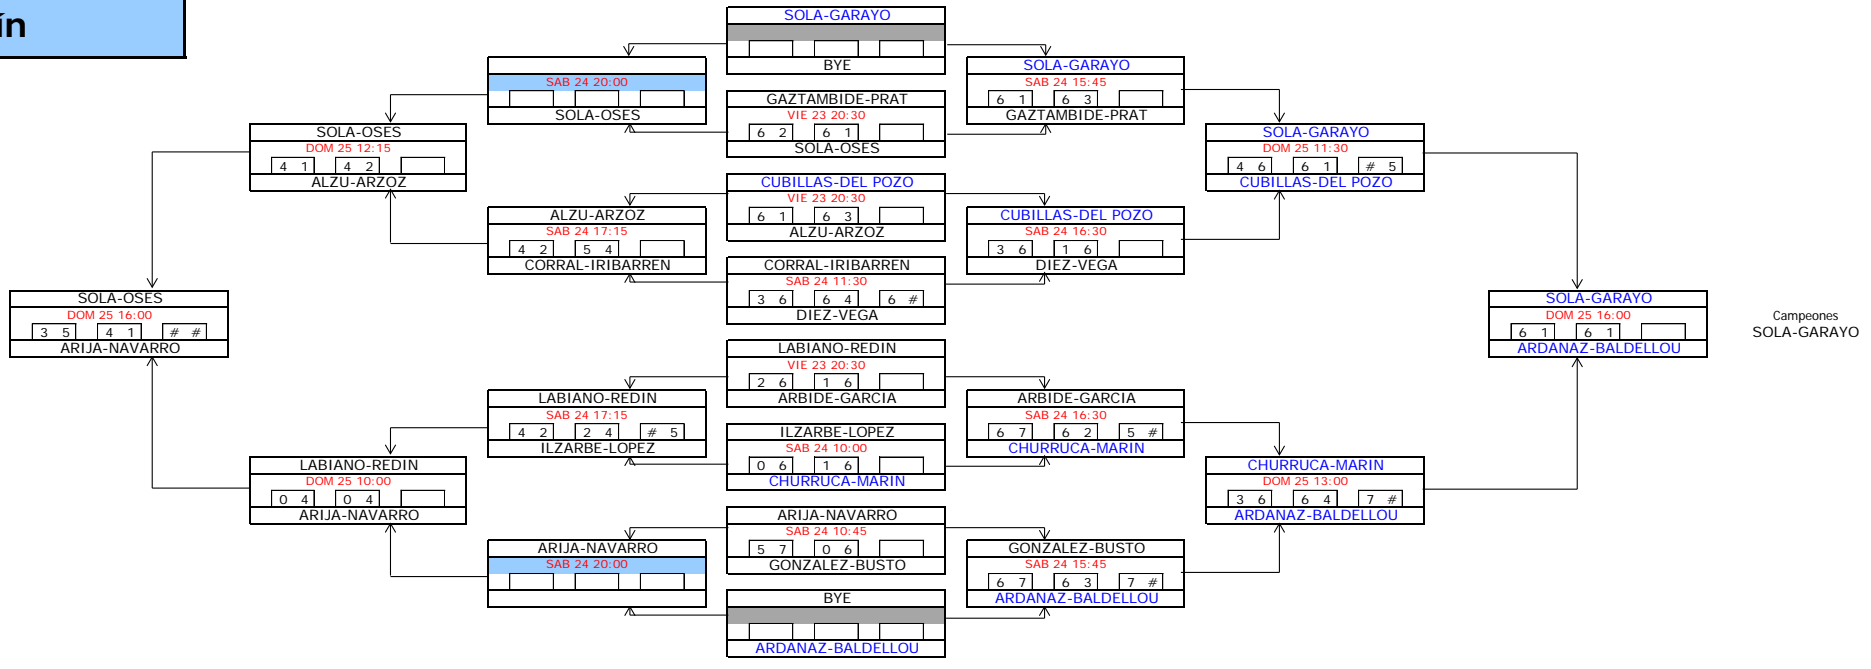 ín
SOLA-GARAYO
BYE
SAB 24 20:00
SOLA-OSES
GAZTAMBIDE-PRAT
VIE 23 20:30
6 2 6 1
SOLA-OSES
SOLA-GARAYO
SAB 24 15:45
6 1 6 3
GAZTAMBIDE-PRAT
SOLA-OSES
DOM 25 12:15
4 1 4 2
ALZU-ARZOZ
SOLA-GARAYO
DOM 25 11:30
4 6 6 1 # 5
CUBILLAS-DEL POZO
CUBILLAS-DEL POZO
VIE 23 20:30
6 1 6 3
ALZU-ARZOZ
ALZU-ARZOZ
SAB 24 17:15
4 2 5 4
CORRAL-IRIBARREN
CUBILLAS-DEL POZO
SAB 24 16:30
3 6 1 6
DIEZ-VEGA
CORRAL-IRIBARREN
SAB 24 11:30
3 6 6 4 6 #
DIEZ-VEGA
SOLA-OSES
DOM 25 16:00
3 5 4 1 # #
ARIJA-NAVARRO
SOLA-GARAYO
DOM 25 16:00
6 1 6 1
ARDANAZ-BALDELLOU
Campeones
SOLA-GARAYO
LABIANO-REDIN
VIE 23 20:30
2 6 1 6
ARBIDE-GARCIA
LABIANO-REDIN
SAB 24 17:15
4 2 2 4 # 5
ILZARBE-LOPEZ
ILZARBE-LOPEZ
SAB 24 10:00
0 6 1 6
CHURRUCA-MARIN
ARBIDE-GARCIA
SAB 24 16:30
6 7 6 2 5 #
CHURRUCA-MARIN
LABIANO-REDIN
DOM 25 10:00
0 4 0 4
ARIJA-NAVARRO
CHURRUCA-MARIN
DOM 25 13:00
3 6 6 4 7 #
ARDANAZ-BALDELLOU
ARIJA-NAVARRO
SAB 24 10:45
5 7 0 6
GONZALEZ-BUSTO
ARIJA-NAVARRO
SAB 24 20:00
GONZALEZ-BUSTO
SAB 24 15:45
6 7 6 3 7 #
ARDANAZ-BALDELLOU
BYE
ARDANAZ-BALDELLOU